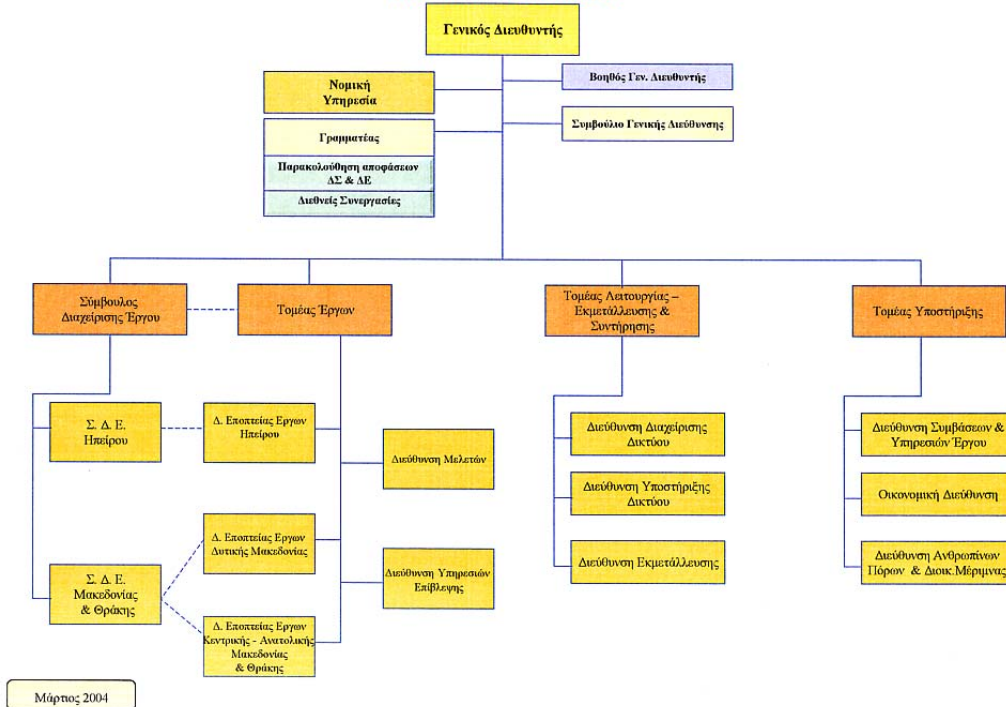 Γενικός Διευθυντής
Βοηθός Γεν. Διευθυντής
Νομική
Υπηρεσία
Συμβούλιο Γενικής Διεύθυνσης
Γραμματέας
Παρακολούθηση αποφάσεων
ΔΣ & ΔΕ
Διεθνείς Συνεργασίες
Σύμβουλος
Διαχείρισης Έργου
Τομέας Έργων
Τομέας Λειτουργίας –
Εκμετάλλευσης &
Συντήρησης
Τομέας Υποστήριξης
Σ. Δ. Ε.
Ηπείρου
Δ. Εποπτείας Εργων
Ηπείρου
Διεύθυνση Μελετών
Διεύθυνση Διαχείρισης
Δικτύου
Διεύθυνση Συμβάσεων &
Υπηρεσιών Έργου
Διεύθυνση Υποστήριξης
Δικτύου
Οικονομική Διεύθυνση
Δ. Εποπτείας Εργων
Δυτικής Μακεδονίας
Διεύθυνση Εκμετάλλευσης
Διεύθυνση Ανθρωπίνων
Πόρων & Διοικ.Μέριμνας
Σ. Δ. Ε.
Μακεδονίας
& Θράκης
Διεύθυνση Υπηρεσιών
Επίβλεψης
Δ. Εποπτείας Εργων
Κεντρικής - Ανατολικής
Μακεδονίας
& Θράκης
Μάρτιος 2004